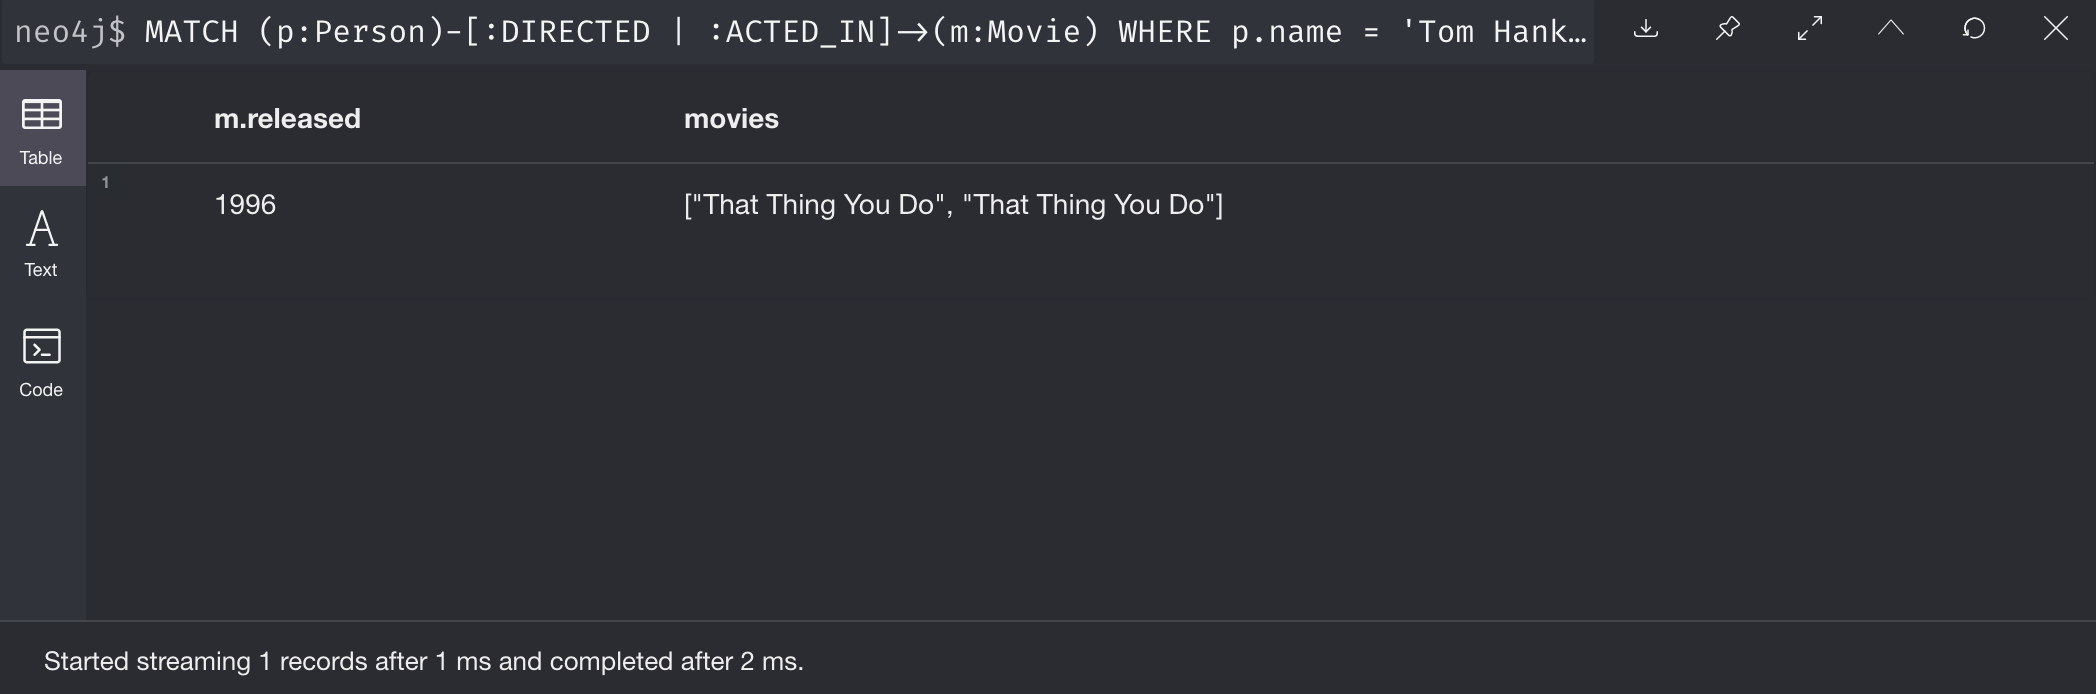 neo4j$ MATCH (p:Person)-[:DIRECTED | :ACTED_IN]→(m:Movie) WHERE p.name = 'Tom Hank…
m.released movies
Table
1
1996 ["That Thing You Do", "That Thing You Do"]
Text
Code
Started streaming 1 records after 1 ms and completed after 2 ms.